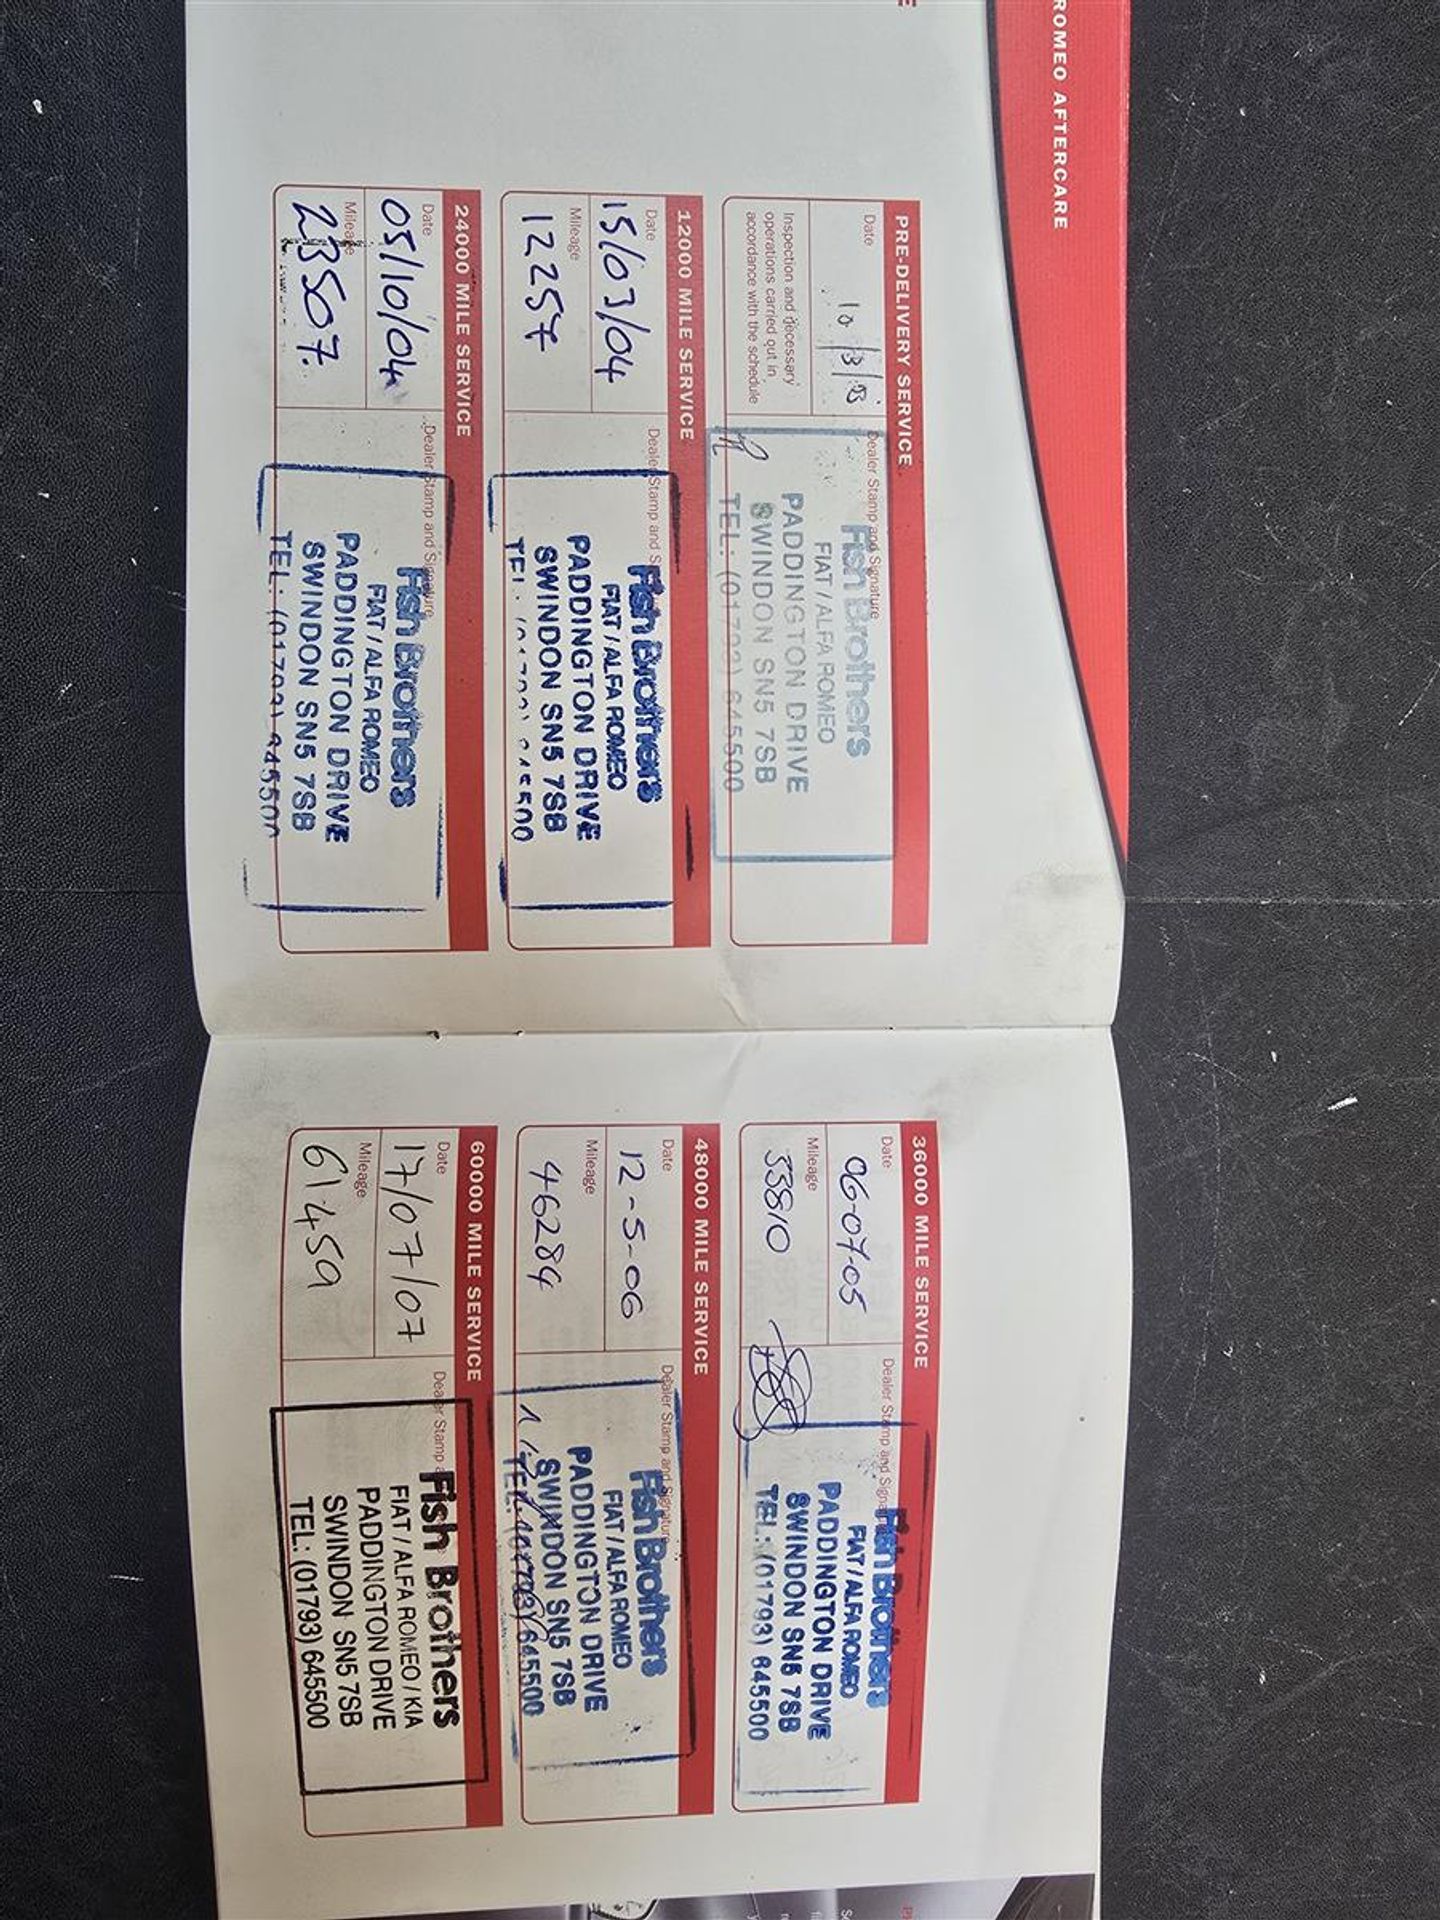 ROMEO AFTERCARE
PRE-DELIVERY SERVICE
Date
10/3/03
Inspection and necessary
operations carried out in
accordance with the schedule
Dealer Stamp and Signature
Fish Brothers
FIAT / ALFA ROMEO
PADDINGTON DRIVE
SWINDON SN5 7SB
TEL: (01793) 645500
12000 MILE SERVICE
Date
15/03/04
Mileage
12257
Dealer Stamp and
Fish Brothers
FIAT / ALFA ROMEO
PADDINGTON DRIVE
SWINDON SN5 7SB
TEL: (01793) 645500
24000 MILE SERVICE
Date
05/10/04
Mileage
23507.
Dealer Stamp and Signature
Fish Brothers
FIAT / ALFA ROMEO
PADDINGTON DRIVE
SWINDON SN5 7SB
TEL: (01793) 645500
36000 MILE SERVICE
Date
06-07-05
Mileage
33810
Dealer Stamp and Signa
Fish Brothers
FIAT / ALFA ROMEO
PADDINGTON DRIVE
SWINDON SN5 7SB
TEL: (01793) 645500
48000 MILE SERVICE
Date
12-5-06
Mileage
46284
Dealer Stamp and Signature
Fish Brothers
FIAT / ALFA ROMEO
PADDINGTON DRIVE
SWINDON SN5 7SB
TEL: (01793) 645500
60000 MILE SERVICE
Date
17/07/07
Mileage
61459
Dealer Stamp a
Fish Brothers
FIAT / ALFA ROMEO / KIA
PADDINGTON DRIVE
SWINDON SN5 7SB
TEL: (01793) 645500